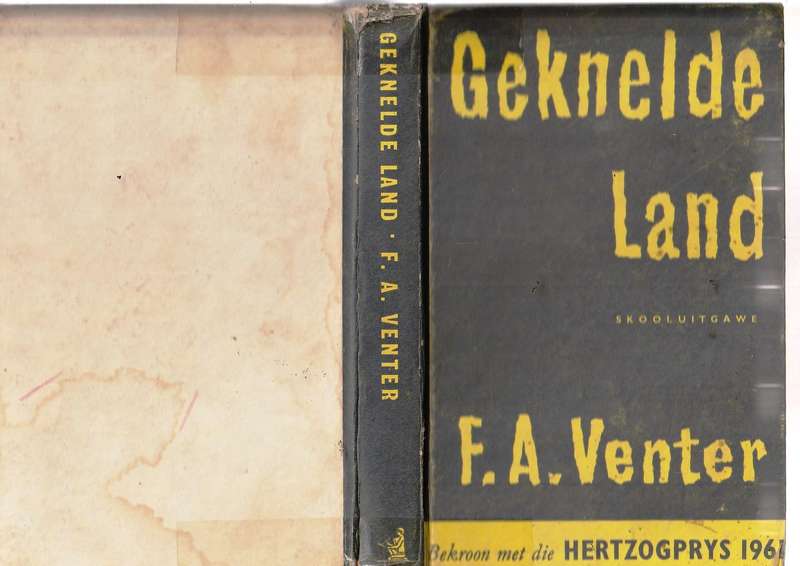 GEKNELDE LAND · F. A. VENTER
Geknelde
Land
SKOOLUITGAWE
F. A. Venter
Bekroon met die HERTZOGPRYS 1961